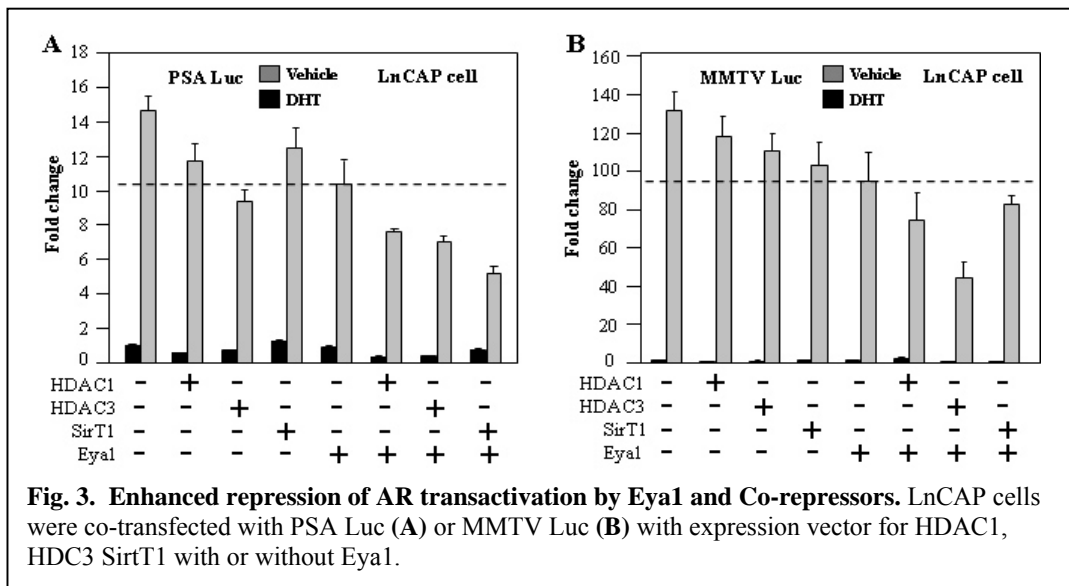 A
18
16
14
12
10
8
6
4
2
0
Fold change
PSA Luc
Vehicle
DHT
LnCAP cell
HDAC1 - + - - - + - -
HDAC3 - - + - - - + -
SirT1 - - - + - - - +
Eya1 - - - - + + + +
B
160
140
120
100
80
60
40
20
0
Fold change
MMTV Luc
Vehicle
DHT
LnCAP cell
HDAC1 - + - - - + - -
HDAC3 - - + - - - + -
SirT1 - - - + - - - +
Eya1 - - - - + + + +
Fig. 3. Enhanced repression of AR transactivation by Eya1 and Co-repressors. LnCAP cells
were co-transfected with PSA Luc (A) or MMTV Luc (B) with expression vector for HDAC1,
HDC3 SirtT1 with or without Eya1.